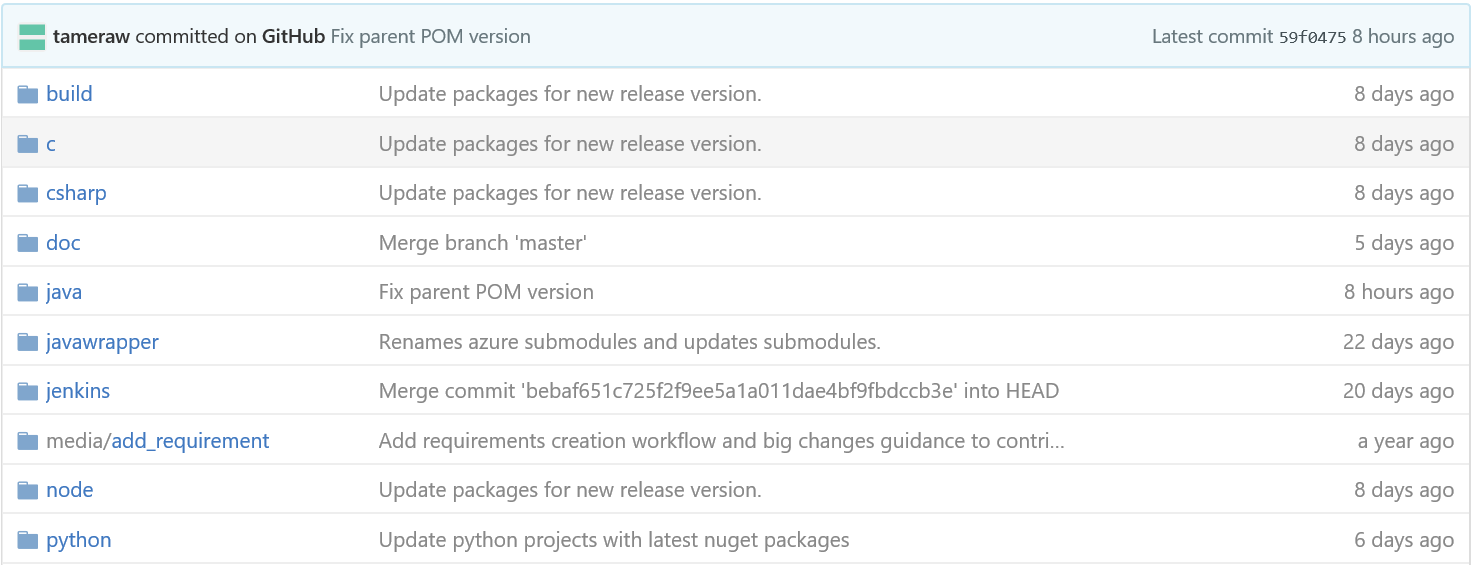 tameraw committed on GitHub Fix parent POM version Latest commit 59f0475 8 hours ago
build Update packages for new release version. 8 days ago
c Update packages for new release version. 8 days ago
csharp Update packages for new release version. 8 days ago
doc Merge branch 'master' 5 days ago
java Fix parent POM version 8 hours ago
javawrapper Renames azure submodules and updates submodules. 22 days ago
jenkins Merge commit 'bebaf651c725f2f9ee5a1a011dae4bf9fbdccb3e' into HEAD 20 days ago
media/add_requirement Add requirements creation workflow and big changes guidance to contri... a year ago
node Update packages for new release version. 8 days ago
python Update python projects with latest nuget packages 6 days ago